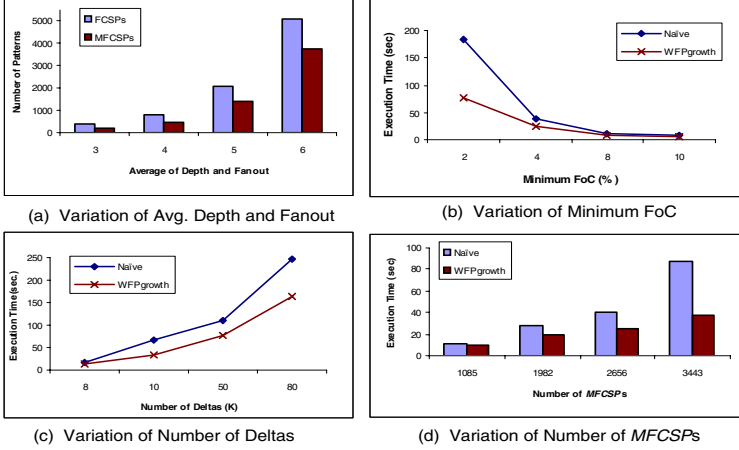 5000
4000
3000
2000
1000
0
Number of Patterns
FCSPs
MFCSPs
3 4 5 6
Average of Depth and Fanout
(a) Variation of Avg. Depth and Fanout
200
150
100
50
0
Execution Time (sec)
Naïve
WFPgrowth
2 4 8 10
Minimum FoC (% )
(b) Variation of Minimum FoC
250
200
150
100
50
0
Execution Time(sec.)
Naïve
WFPgrowth
8 10 50 80
Number of Deltas (K)
(c) Variation of Number of Deltas
100
80
60
40
20
0
Execution Time (sec)
Naïve
WFPgrowth
1085 1982 2656 3443
Number of MFCSPs
(d) Variation of Number of MFCSPs